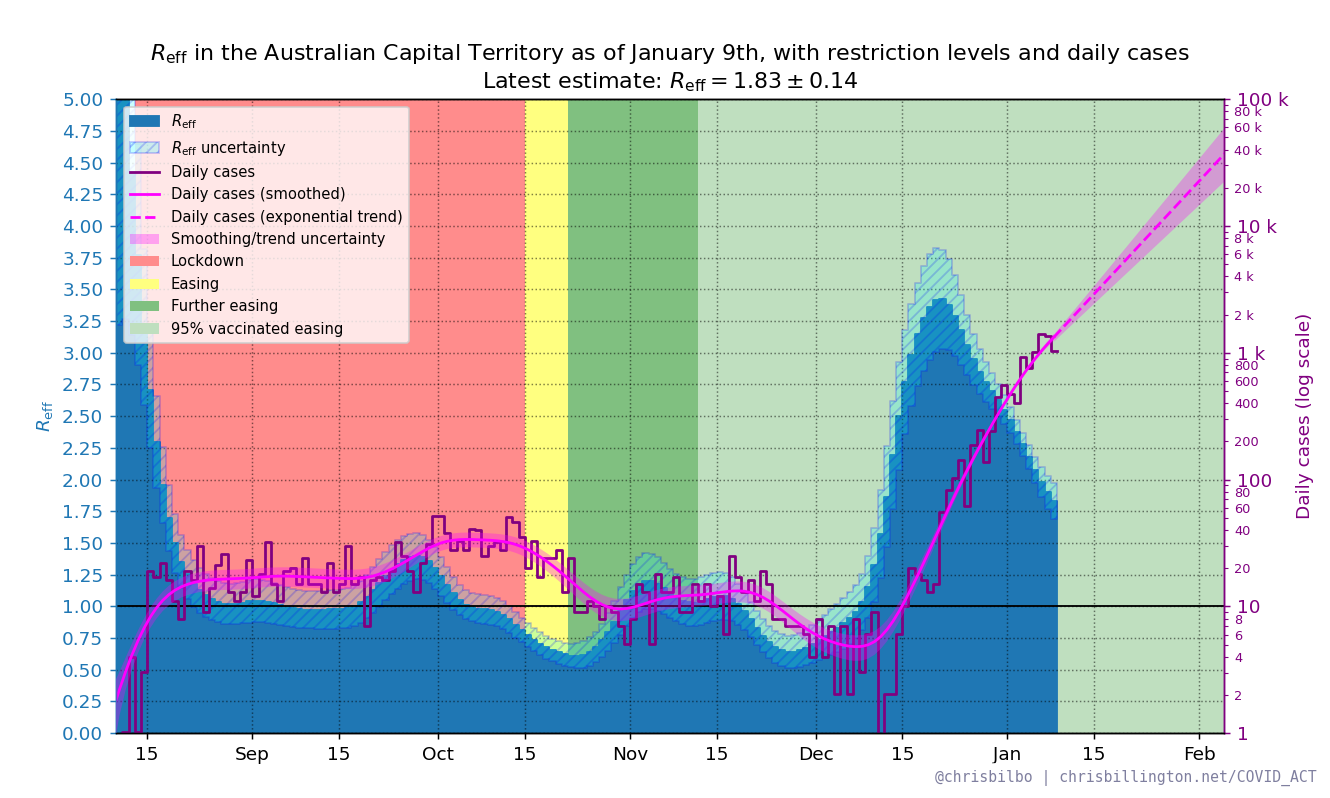 R_eff in the Australian Capital Territory as of January 9th, with restriction levels and daily cases
Latest estimate: R_eff = 1.83 ± 0.14
R_eff
5.00
4.75
4.50
4.25
4.00
3.75
3.50
3.25
3.00
2.75
2.50
2.25
2.00
1.75
1.50
1.25
1.00
0.75
0.50
0.25
0.00
R_eff
R_eff uncertainty
Daily cases
Daily cases (smoothed)
Daily cases (exponential trend)
Smoothing/trend uncertainty
Lockdown
Easing
Further easing
95% vaccinated easing
100 k
80 k
60 k
40 k
20 k
10 k
8 k
6 k
4 k
2 k
1 k
800
600
400
200
100
80
60
40
20
10
8
6
4
2
1
Daily cases (log scale)
15 Sep 15 Oct 15 Nov 15 Dec 15 Jan 15 Feb
@chrisbilbo | chrisbillington.net/COVID_ACT